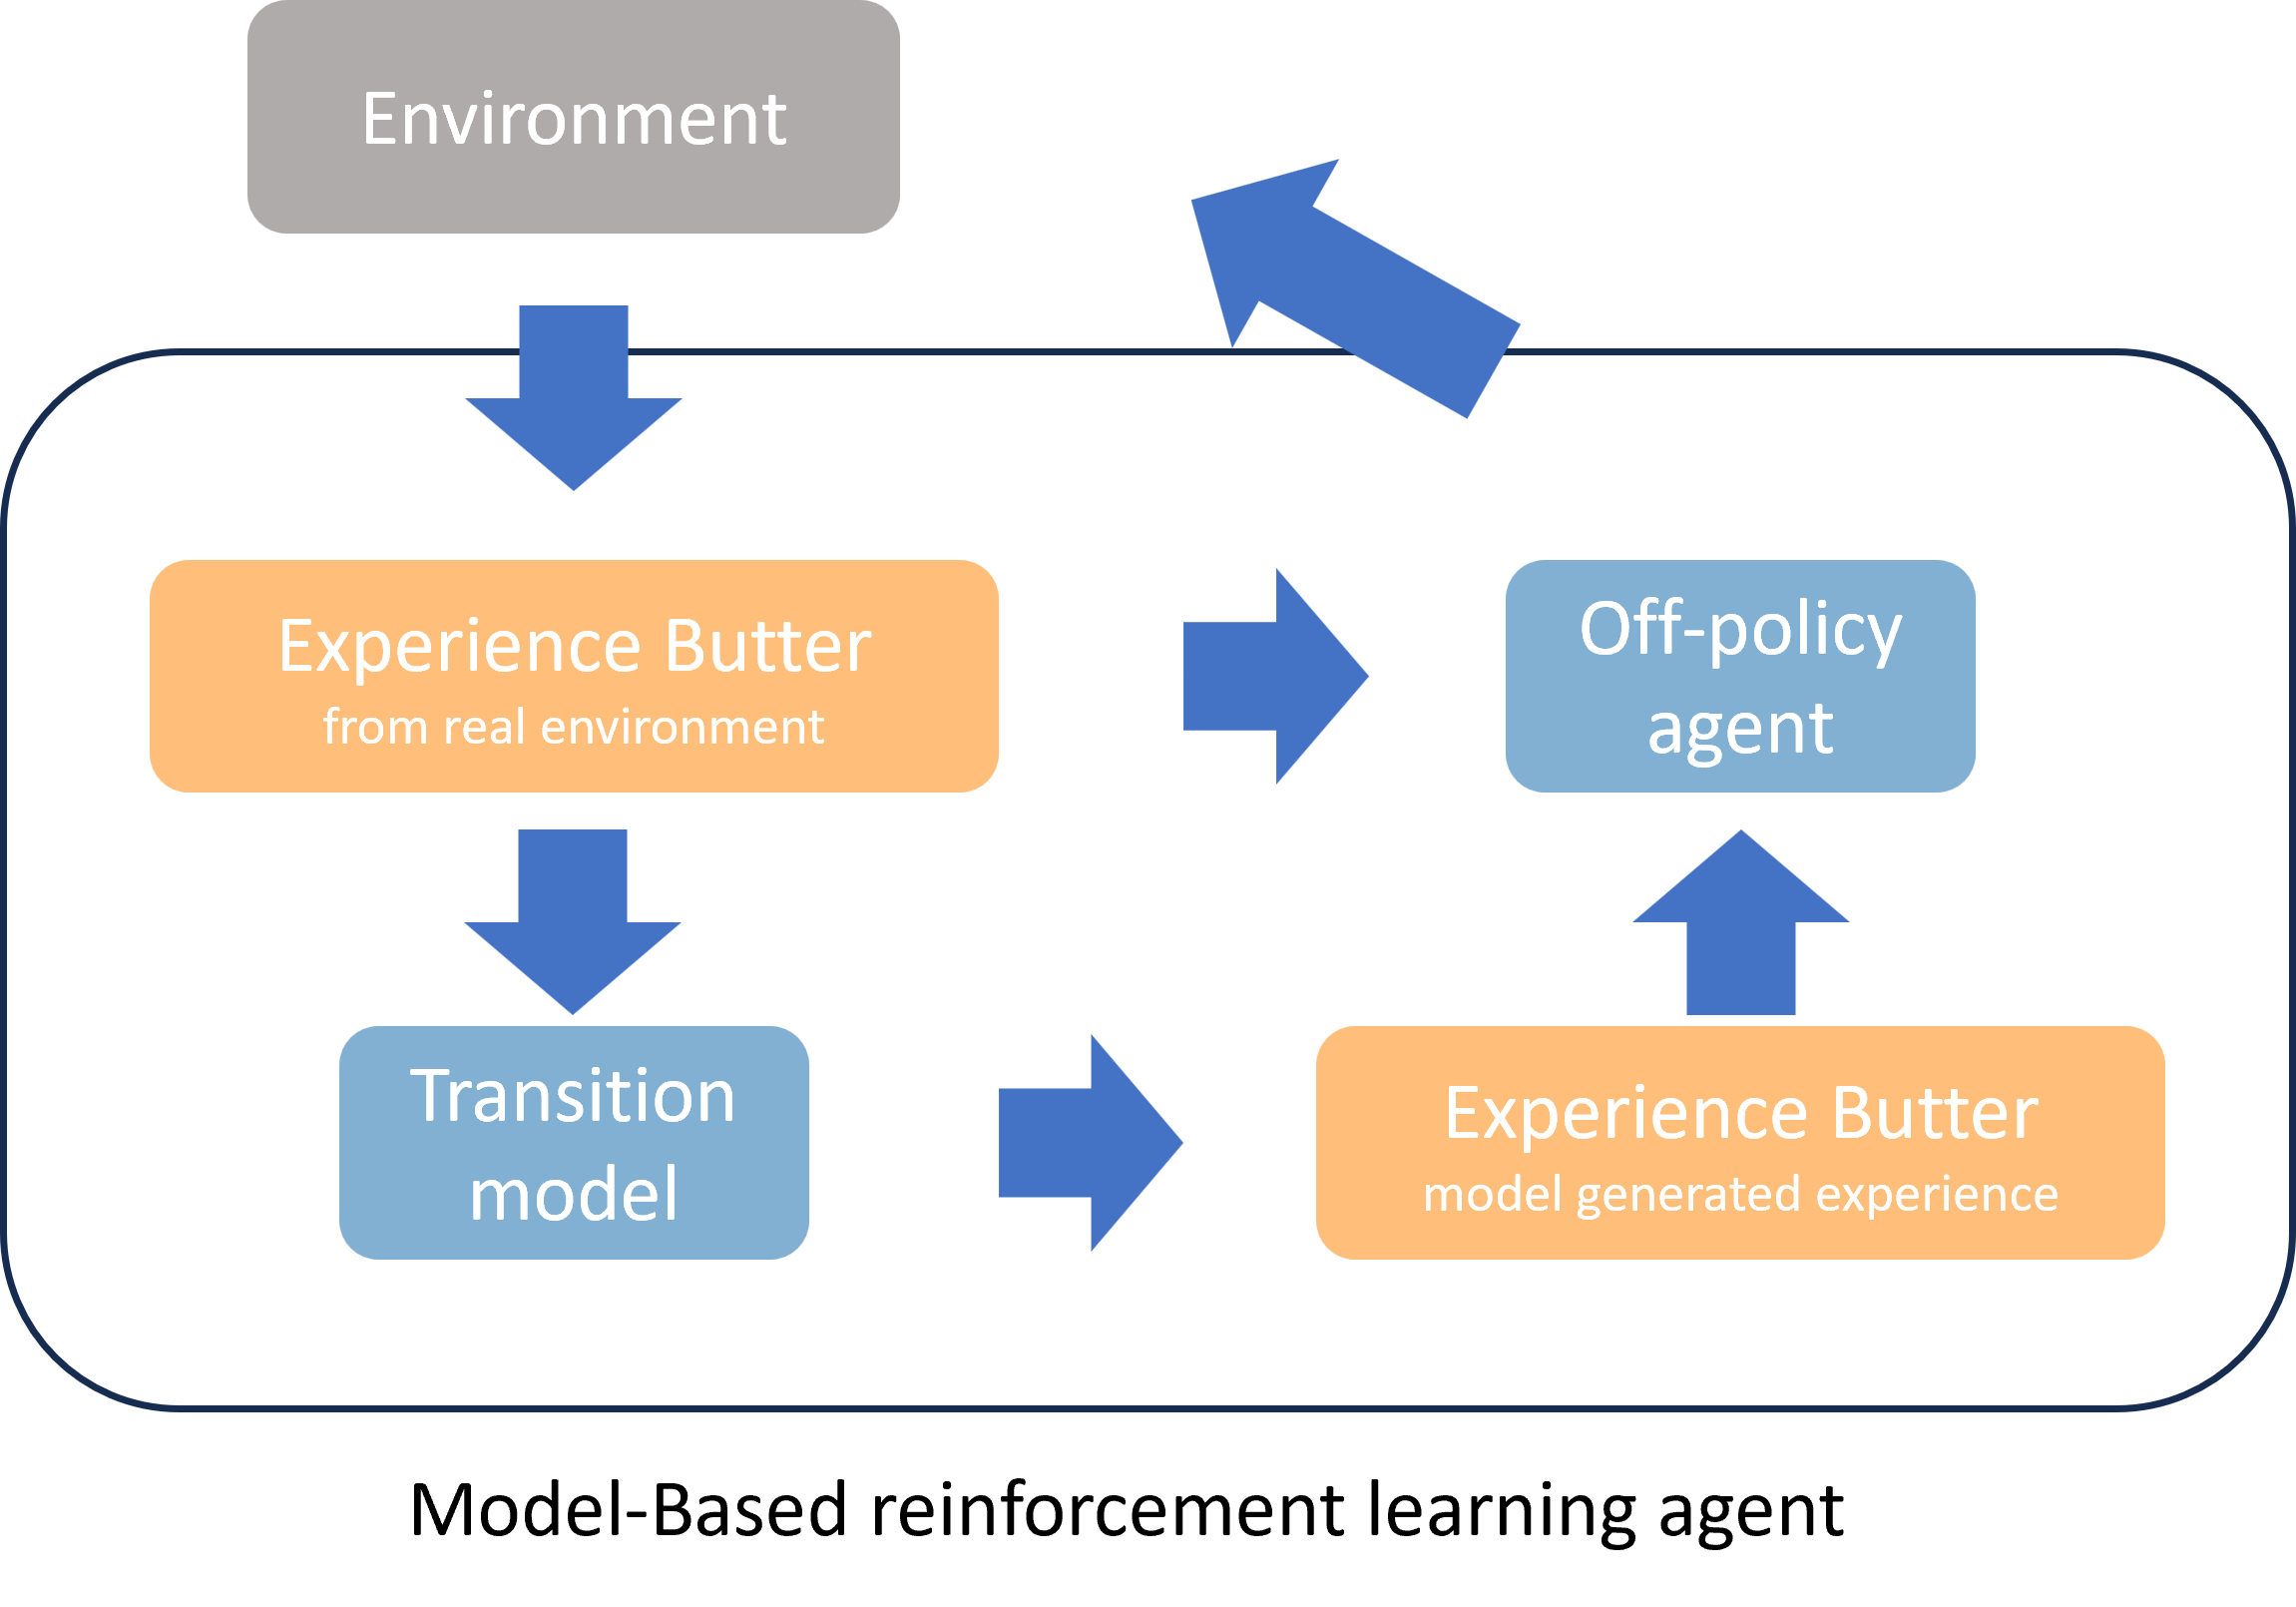 Environment
Experience Butter
from real environment
Off-policy
agent
Transition
model
Experience Butter
model generated experience
Model-Based reinforcement learning agent